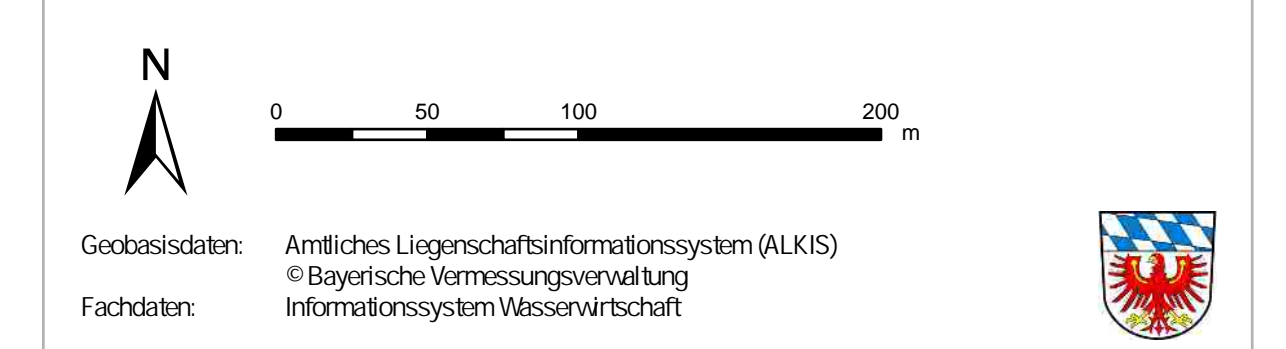 N
0 50 100 200
m
Geobasisdaten: Amtliches Liegenschaftsinformationssystem (ALKIS)
© Bayerische Vermessungsverwaltung
Fachdaten: Informationssystem Wasserwirtschaft